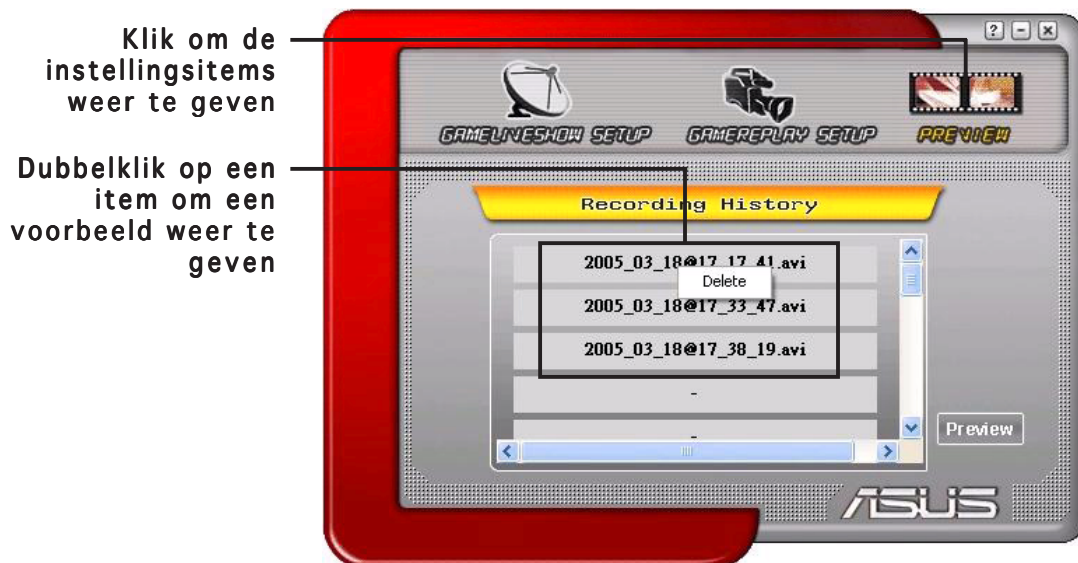 Klik om de
instellingsitems
weer te geven
Dubbelklik op een
item om een
voorbeeld weer te
geven
GAMELIVESHOW SETUP
GAMEREPLAY SETUP
PREVIEW
Recording History
2005_03_18@17_17_41.avi
Delete
2005_03_18@17_33_47.avi
2005_03_18@17_38_19.avi
-
-
Preview
ASUS